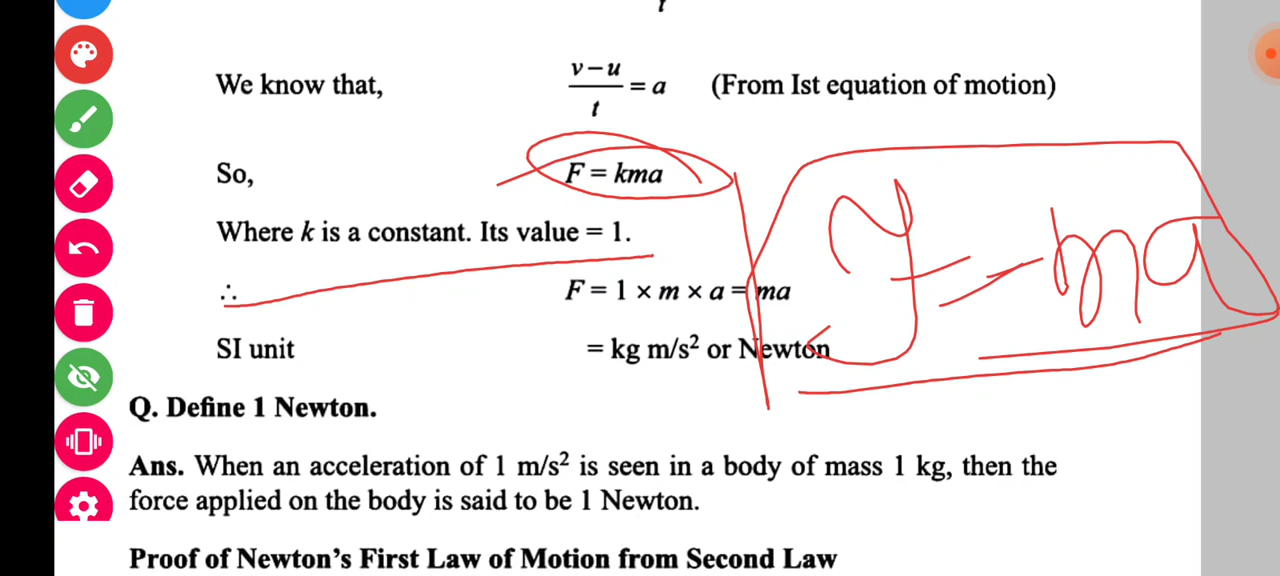 We know that, v – u / t = a (From Ist equation of motion)
So, F = kma
Where k is a constant. Its value = 1.
∴ F = 1 × m × a = ma
F = ma
SI unit = kg m/s² or Newton
Q. Define 1 Newton.
Ans. When an acceleration of 1 m/s² is seen in a body of mass 1 kg, then the
force applied on the body is said to be 1 Newton.
Proof of Newton's First Law of Motion from Second Law